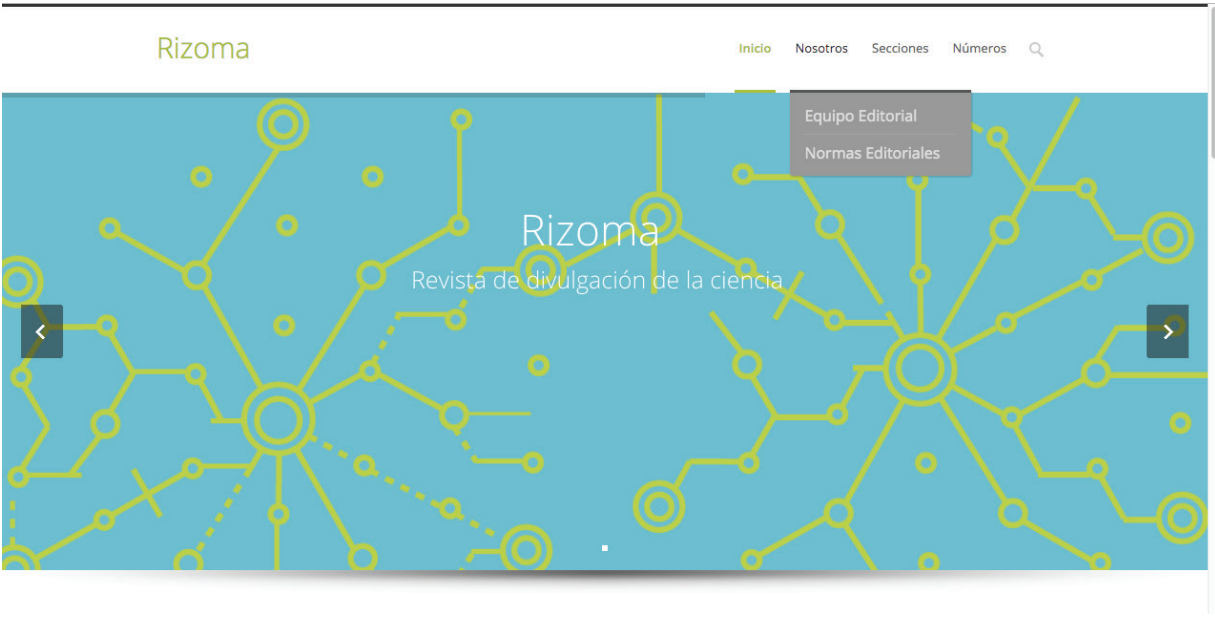 Rizoma
Inicio Nosotros Secciones Números
Equipo Editorial
Normas Editoriales
Rizoma
Revista de divulgación de la ciencia